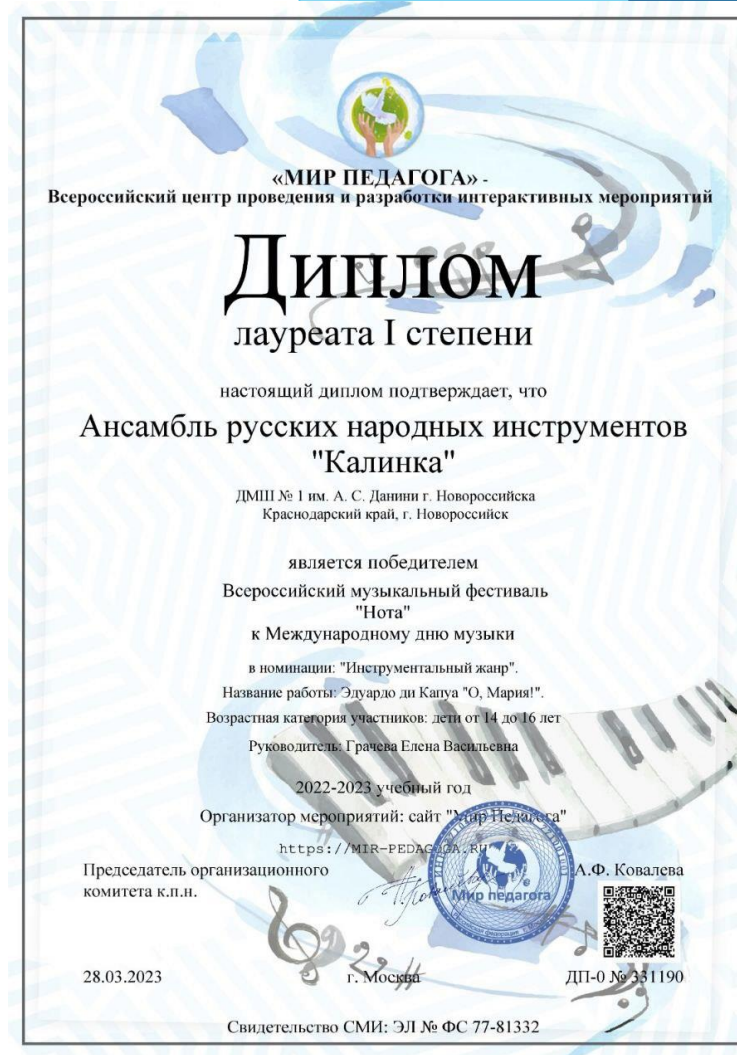 «МИР ПЕДАГОГА» -
Всероссийский центр проведения и разработки интерактивных мероприятий
Диплом
лауреата I степени
настоящий диплом подтверждает, что
Ансамбль русских народных инструментов
"Калинка"
ДМШ № 1 им. А. С. Данини г. Новороссийска
Краснодарский край, г. Новороссийск
является победителем
Всероссийский музыкальный фестиваль
"Нота"
к Международному дню музыки
в номинации: "Инструментальный жанр".
Название работы: Эдуардо ди Капуа "О, Мария!".
Возрастная категория участников: дети от 14 до 16 лет
Руководитель: Грачева Елена Васильевна
2022-2023 учебный год
Организатор мероприятий: сайт "Мир Педагога"
https://MIR-PEDAGOGA.RU
Председатель организационного
комитета к.п.н.
А.Ф. Ковалева
Мир педагога
28.03.2023
г. Москва
ДП-0 № 331190
Свидетельство СМИ: ЭЛ № ФС 77-81332